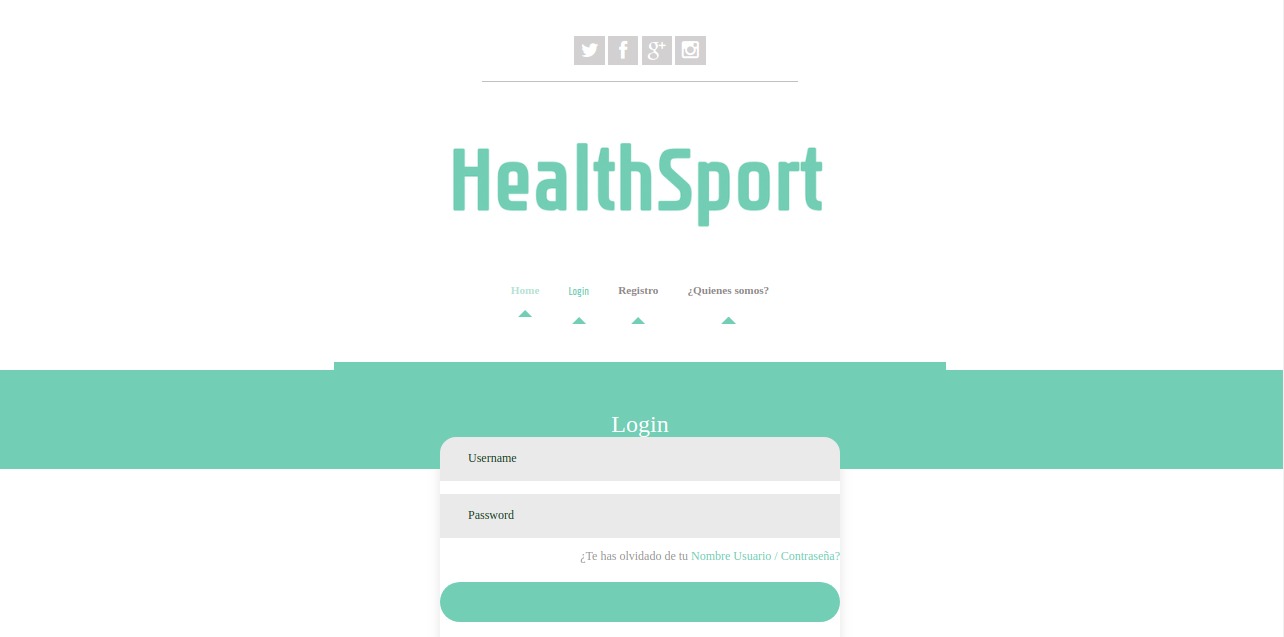 HealthSport
Home Login Registro ¿Quienes somos?
Login
Username
Password
¿Te has olvidado de tu Nombre Usuario / Contraseña?